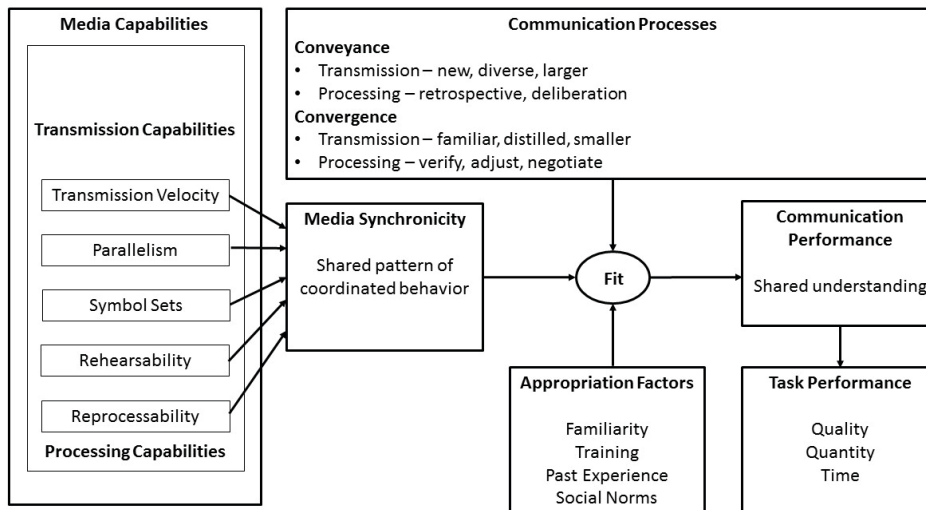 Media Capabilities
Transmission Capabilities
Transmission Velocity
Parallelism
Symbol Sets
Rehearsability
Reprocessability
Processing Capabilities
Media Synchronicity
Shared pattern of
coordinated behavior
Communication Processes
Conveyance
• Transmission – new, diverse, larger
• Processing – retrospective, deliberation
Convergence
• Transmission – familiar, distilled, smaller
• Processing – verify, adjust, negotiate
Fit
Appropriation Factors
Familiarity
Training
Past Experience
Social Norms
Communication
Performance
Shared understanding
Task Performance
Quality
Quantity
Time